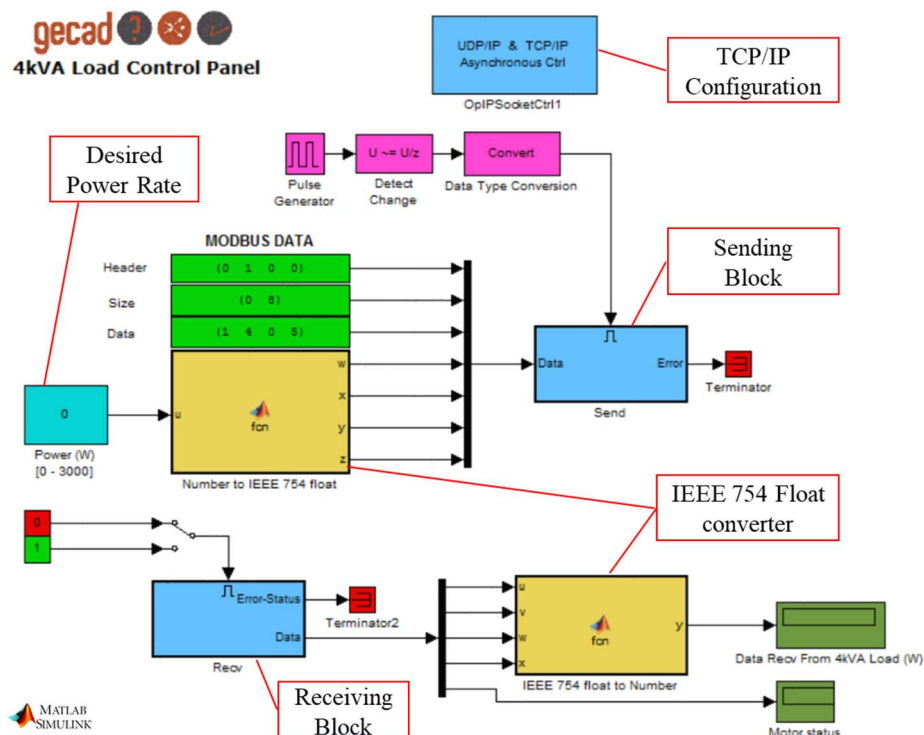 gecad
4kVA Load Control Panel
UDP/IP & TCP/IP
Asynchronous Ctrl
OpIPSocketCtrl1
TCP/IP
Configuration
Desired
Power Rate
Pulse
Generator
U ~= U/z
Detect
Change
Convert
Data Type Conversion
MODBUS DATA
Header
(0 1 0 0)
Size
(0 8)
Data
(1 4 0 5)
Sending
Block
Data
Error
Send
Terminator
0
Power (W)
[0 - 3000]
u
fcn
w
x
y
z
Number to IEEE 754 float
IEEE 754 Float
converter
0
1
Error-Status
Data
Recv
Terminator2
Receiving
Block
u
v
w
x
fcn
y
IEEE 754 float to Number
Data Recv From 4kVA Load (W)
Motor status
MATLAB
SIMULINK